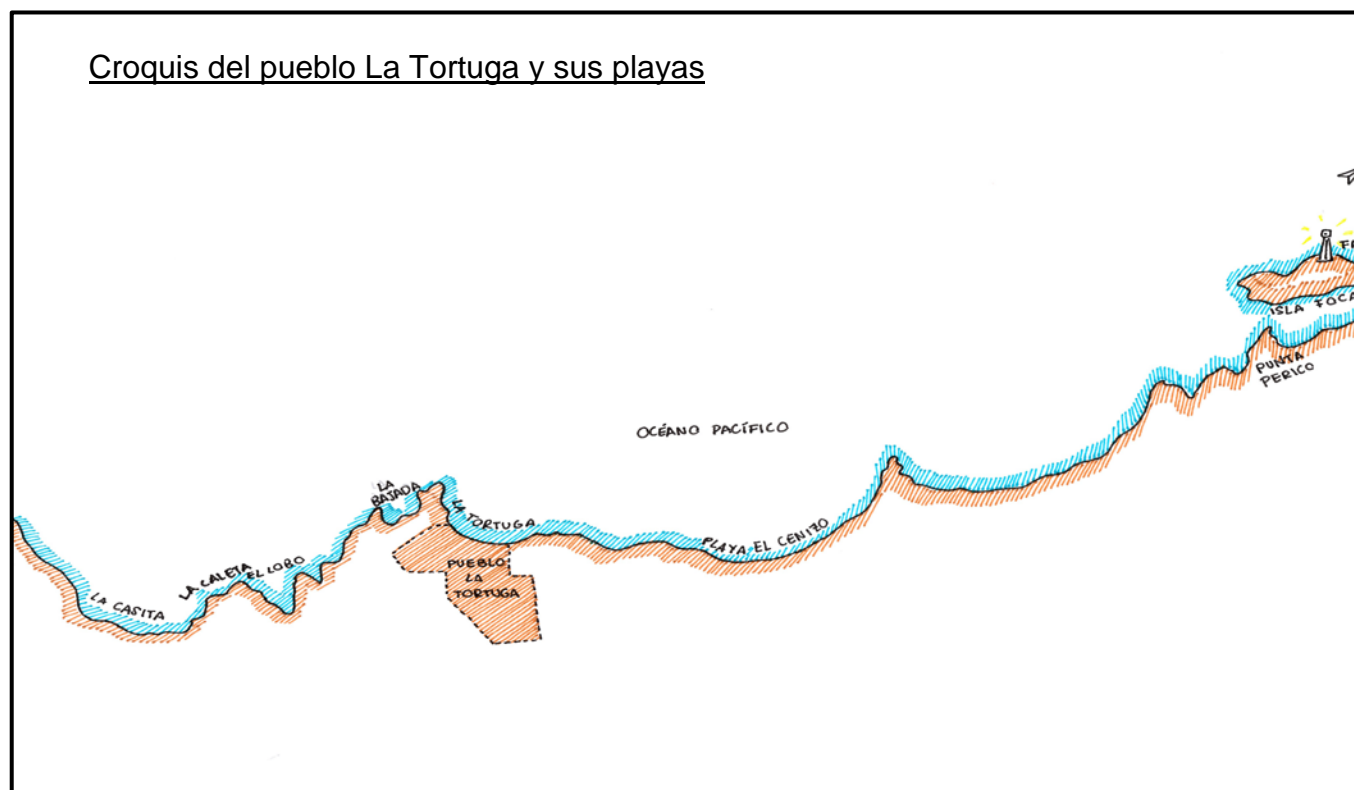 Croquis del pueblo La Tortuga y sus playas
ISLA FOCA
PUNTA
PERICO
OCÉANO PACÍFICO
LA
BAJADA
LA TORTUGA
PLAYA EL CENIZO
LA CALETA
EL LOBO
PUEBLO
LA
TORTUGA
LA CASITA